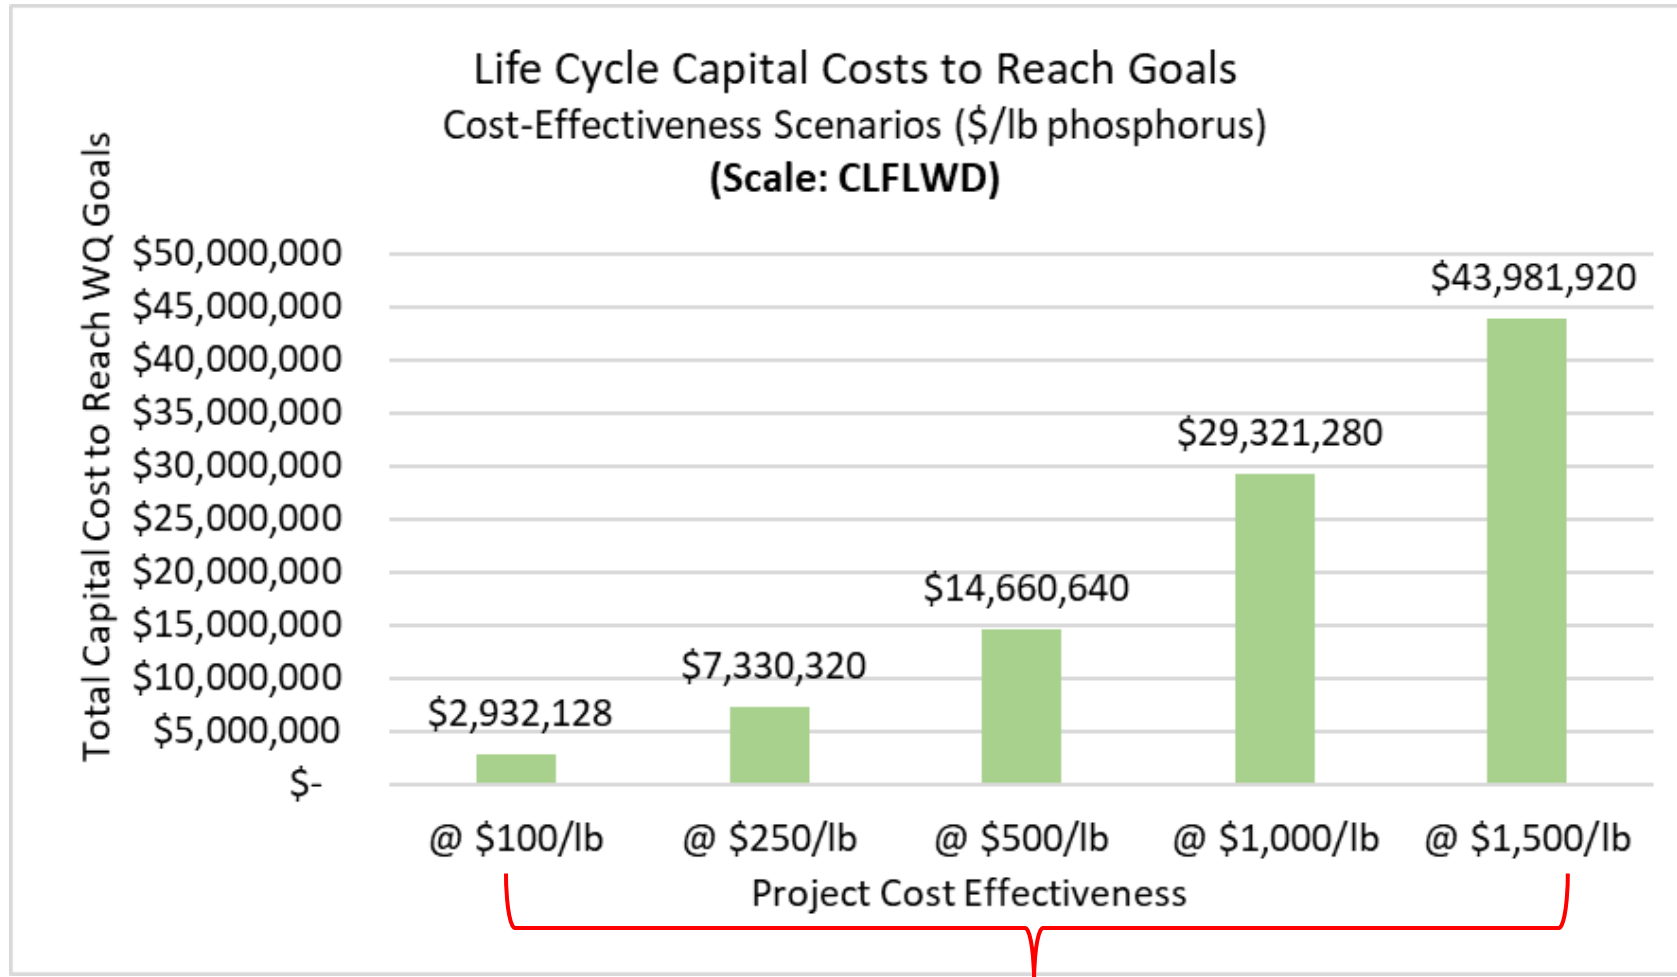 Life Cycle Capital Costs to Reach Goals
Cost-Effectiveness Scenarios ($/lb phosphorus)
(Scale: CLFLWD)
Total Capital Cost to Reach WQ Goals
$50,000,000
$45,000,000
$40,000,000
$35,000,000
$30,000,000
$25,000,000
$20,000,000
$15,000,000
$10,000,000
$5,000,000
$-
$2,932,128
$7,330,320
$14,660,640
$29,321,280
$43,981,920
@ $100/lb
@ $250/lb
@ $500/lb
@ $1,000/lb
@ $1,500/lb
Project Cost Effectiveness